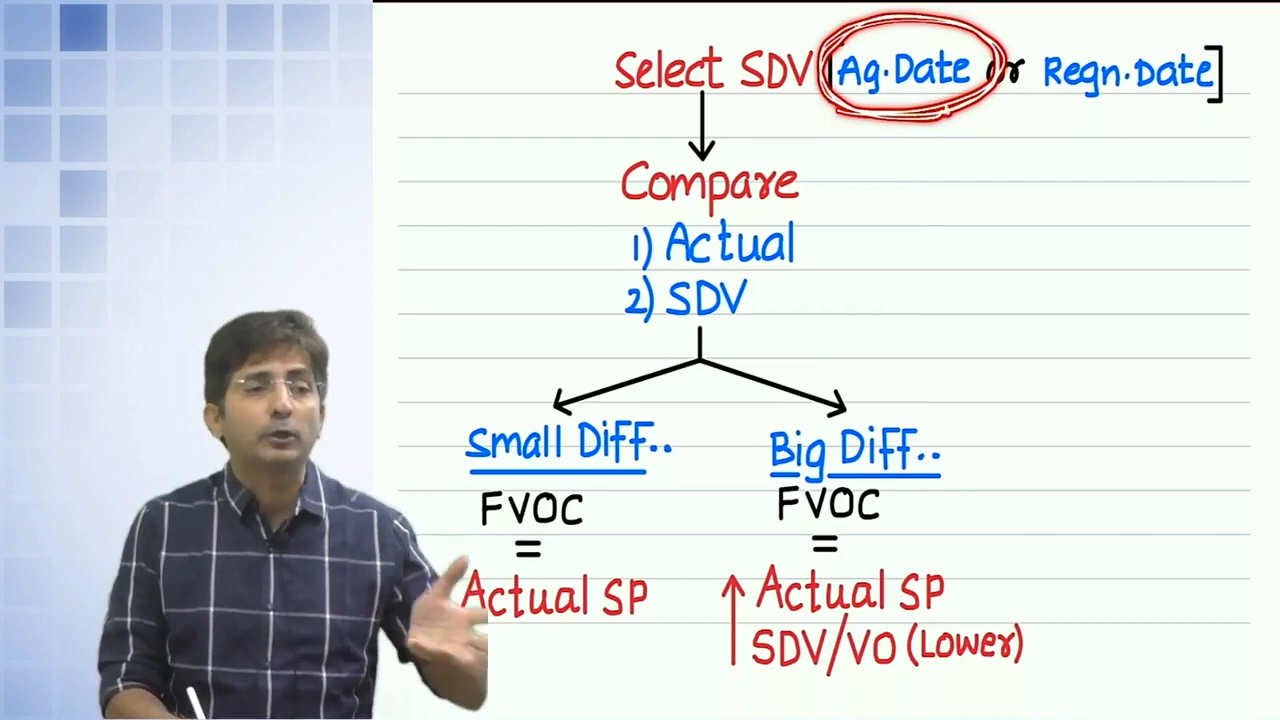 Select SDV [Ag.Date or Regn.Date]
Compare
1) Actual
2) SDV
Small Diff..
Big Diff..
FVOC
FVOC
=
=
Actual SP
Actual SP
SDV/VO (Lower)